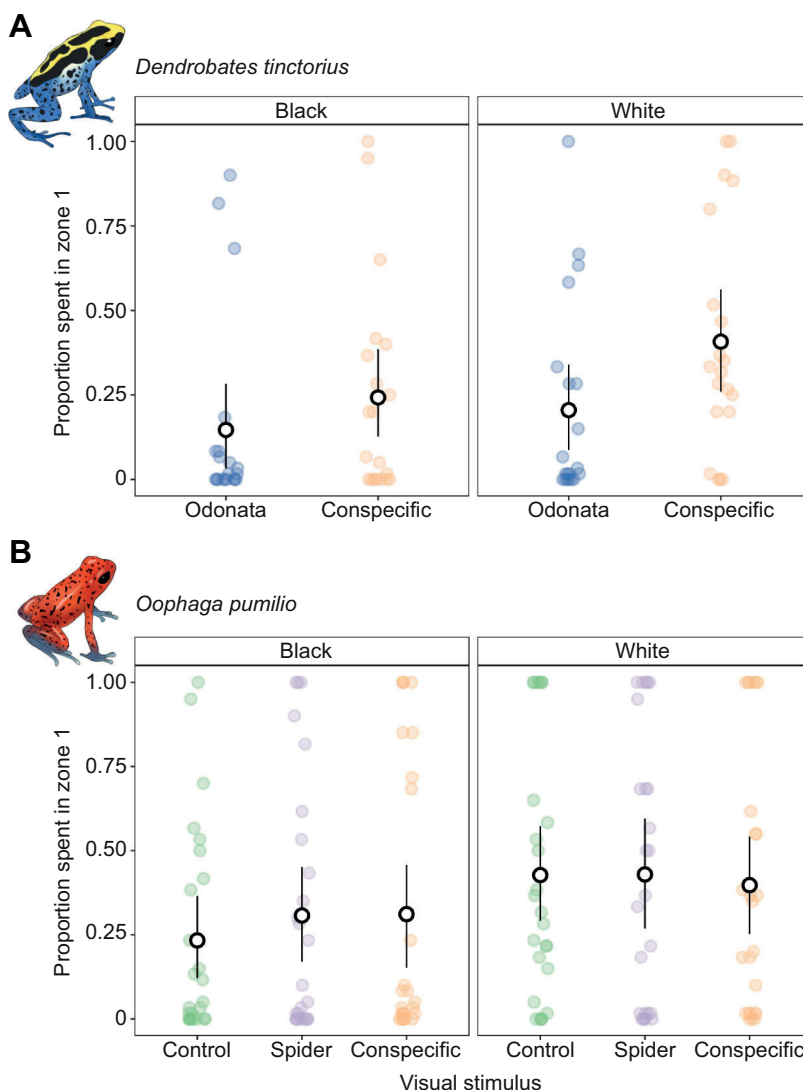 A
Dendrobates tinctorius
Black White
Proportion spent in zone 1
1.00
0.75
0.50
0.25
0
Odonata Conspecific Odonata Conspecific
B
Oophaga pumilio
Black White
Proportion spent in zone 1
1.00
0.75
0.50
0.25
0
Control Spider Conspecific Control Spider Conspecific
Visual stimulus